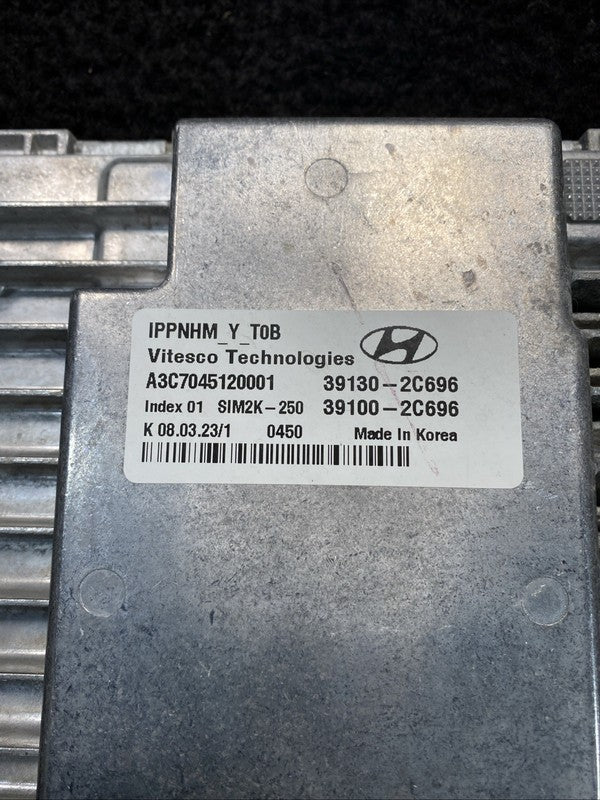 IPPNHM_Y_T0B
Vitesco Technologies
A3C7045120001 39130-2C696
Index 01 SIM2K-250 39100-2C696
K 08.03.23/1 0450 Made In Korea